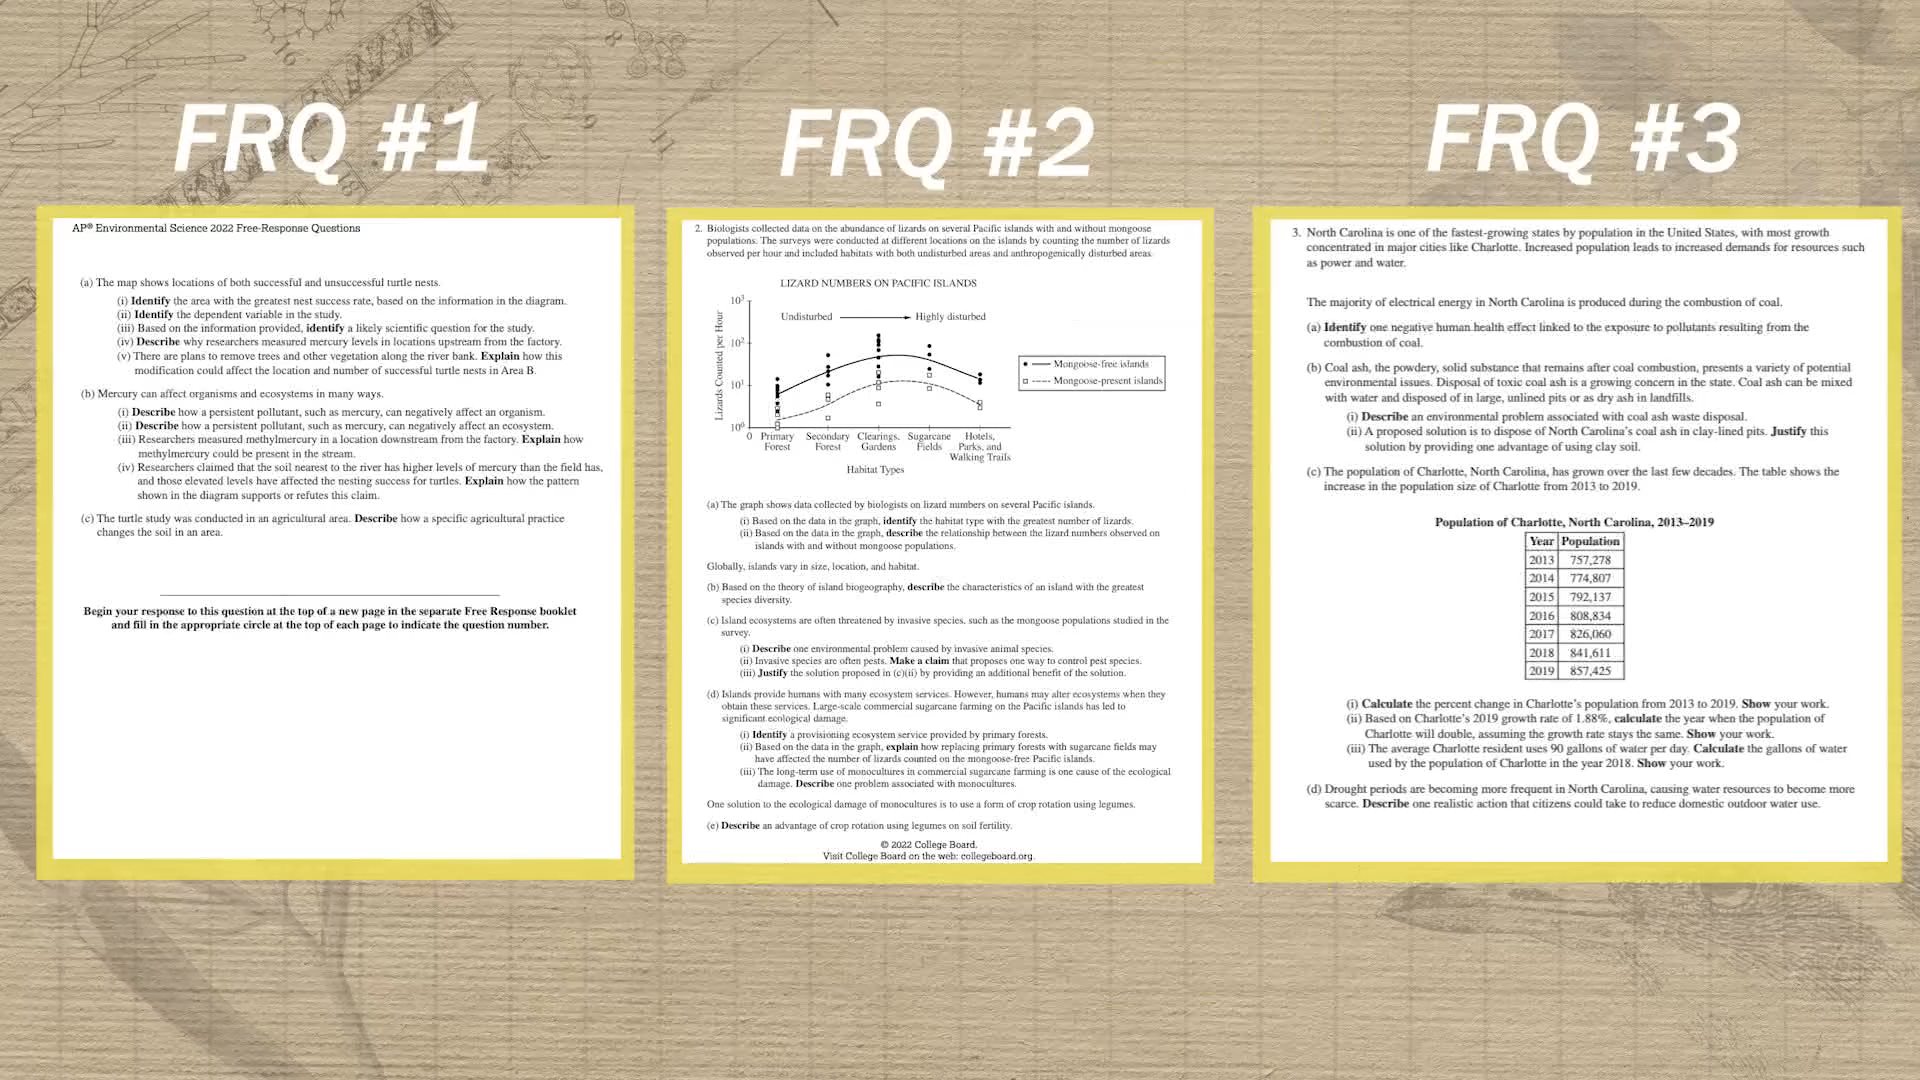 FRQ #1
AP® Environmental Science 2022 Free-Response Questions
(a) The map shows locations of both successful and unsuccessful turtle nests.
(i) Identify the area with the greatest nest success rate, based on the information in the diagram.
(ii) Identify the dependent variable in the study.
(iii) Based on the information provided, identify a likely scientific question for the study.
(iv) Describe why researchers measured mercury levels in locations upstream from the factory.
(v) There are plans to remove trees and other vegetation along the river bank. Explain how this
modification could affect the location and number of successful turtle nests in Area B.
(b) Mercury can affect organisms and ecosystems in many ways.
(i) Describe how a persistent pollutant, such as mercury, can negatively affect an organism.
(ii) Describe how a persistent pollutant, such as mercury, can negatively affect an ecosystem.
(iii) Researchers measured methylmercury in a location downstream from the factory. Explain how
methylmercury could be present in the stream.
(iv) Researchers claimed that the soil nearest to the river has higher levels of mercury than the field has,
and those elevated levels have affected the nesting success for turtles. Explain how the pattern
shown in the diagram supports or refutes this claim.
(c) The turtle study was conducted in an agricultural area. Describe how a specific agricultural practice
changes the soil in an area.
Begin your response to this question at the top of a new page in the separate Free Response booklet
and fill in the appropriate circle at the top of each page to indicate the question number.
FRQ #2
2. Biologists collected data on the abundance of lizards on several Pacific islands with and without mongoose
populations. The surveys were conducted at different locations on the islands by counting the number of lizards
observed per hour and included habitats with both undisturbed areas and anthropogenically disturbed areas.
LIZARD NUMBERS ON PACIFIC ISLANDS
Undisturbed Highly disturbed
Lizards Counted per Hour
10³
10²
10¹
10⁰
0
Primary Forest
Secondary Forest
Clearings, Gardens
Sugarcane Fields
Hotels, Parks, and Walking Trails
Habitat Types
Mongoose-free islands
Mongoose-present islands
(a) The graph shows data collected by biologists on lizard numbers on several Pacific islands.
(i) Based on the data in the graph, identify the habitat type with the greatest number of lizards.
(ii) Based on the data in the graph, describe the relationship between the lizard numbers observed on
islands with and without mongoose populations.
Globally, islands vary in size, location, and habitat.
(b) Based on the theory of island biogeography, describe the characteristics of an island with the greatest
species diversity.
(c) Island ecosystems are often threatened by invasive species, such as the mongoose populations studied in the
survey.
(i) Describe one environmental problem caused by invasive animal species.
(ii) Invasive species are often pests. Make a claim that proposes one way to control pest species.
(iii) Justify the solution proposed in (c)(ii) by providing an additional benefit of the solution.
(d) Islands provide humans with many ecosystem services. However, humans may alter ecosystems when they
obtain these services. Large-scale commercial sugarcane farming on the Pacific islands has led to
significant ecological damage.
(i) Identify a provisioning ecosystem service provided by primary forests.
(ii) Based on the data in the graph, explain how replacing primary forests with sugarcane fields may
have affected the number of lizards counted on the mongoose-free Pacific islands.
(iii) The long-term use of monocultures in commercial sugarcane farming is one cause of the ecological
damage. Describe one problem associated with monocultures.
One solution to the ecological damage of monocultures is to use a form of crop rotation using legumes.
(e) Describe an advantage of crop rotation using legumes on soil fertility.
© 2022 College Board.
Visit College Board on the web: collegeboard.org.
FRQ #3
3. North Carolina is one of the fastest-growing states by population in the United States, with most growth
concentrated in major cities like Charlotte. Increased population leads to increased demands for resources such
as power and water.
The majority of electrical energy in North Carolina is produced during the combustion of coal.
(a) Identify one negative human health effect linked to the exposure to pollutants resulting from the
combustion of coal.
(b) Coal ash, the powdery, solid substance that remains after coal combustion, presents a variety of potential
environmental issues. Disposal of toxic coal ash is a growing concern in the state. Coal ash can be mixed
with water and disposed of in large, unlined pits or as dry ash in landfills.
(i) Describe an environmental problem associated with coal ash waste disposal.
(ii) A proposed solution is to dispose of North Carolina's coal ash in clay-lined pits. Justify this
solution by providing one advantage of using clay soil.
(c) The population of Charlotte, North Carolina, has grown over the last few decades. The table shows the
increase in the population size of Charlotte from 2013 to 2019.
Population of Charlotte, North Carolina, 2013–2019
Year Population
2013 757,278
2014 774,807
2015 792,137
2016 808,834
2017 826,060
2018 841,611
2019 857,425
(i) Calculate the percent change in Charlotte's population from 2013 to 2019. Show your work.
(ii) Based on Charlotte's 2019 growth rate of 1.88%, calculate the year when the population of
Charlotte will double, assuming the growth rate stays the same. Show your work.
(iii) The average Charlotte resident uses 90 gallons of water per day. Calculate the gallons of water
used by the population of Charlotte in the year 2018. Show your work.
(d) Drought periods are becoming more frequent in North Carolina, causing water resources to become more
scarce. Describe one realistic action that citizens could take to reduce domestic outdoor water use.